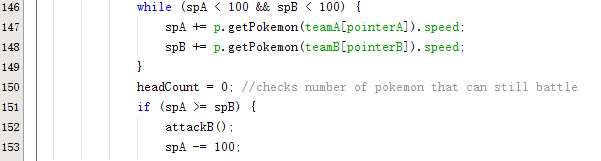 146 while (spA < 100 && spB < 100) {
147 spA += p.getPokemon(teamA[pointerA]).speed;
148 spB += p.getPokemon(teamB[pointerB]).speed;
149 }
150 headCount = 0; //checks number of pokemon that can still battle
151 if (spA >= spB) {
152 attackB();
153 spA -= 100;